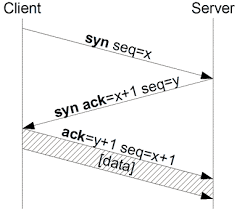 Client
Server
syn seq=x
syn ack=x+1 seq=y
ack=y+1 seq=x+1
[data]